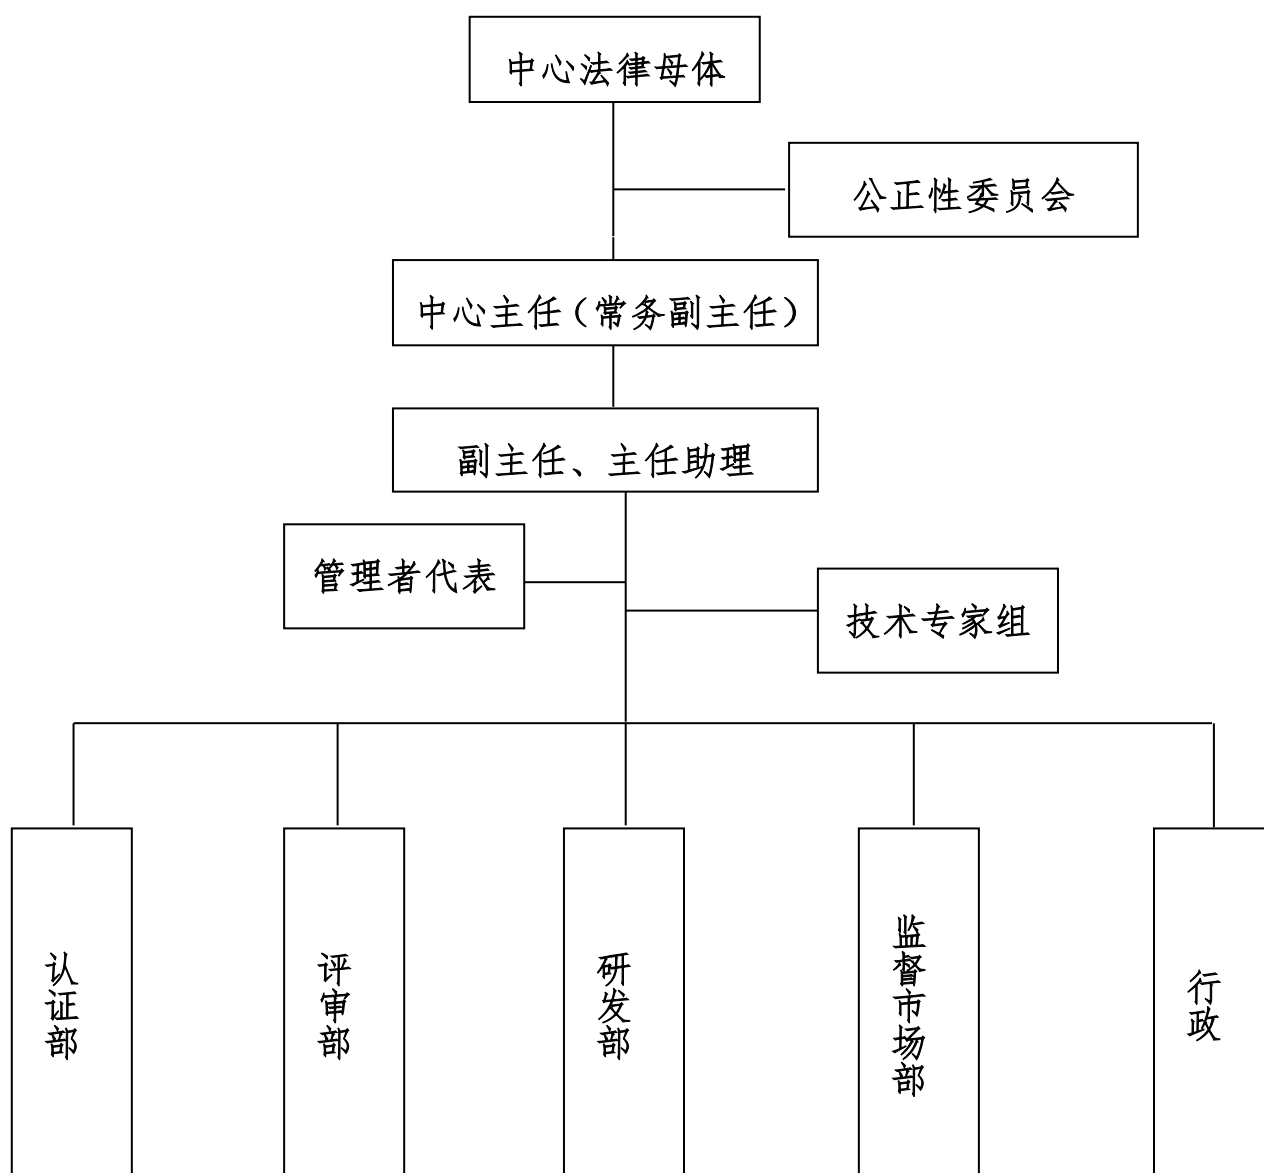 中心法律母体
公正性委员会
中心主任（常务副主任）
副主任、主任助理
管理者代表
技术专家组
认证部
评审部
研发部
监督市场部
行政